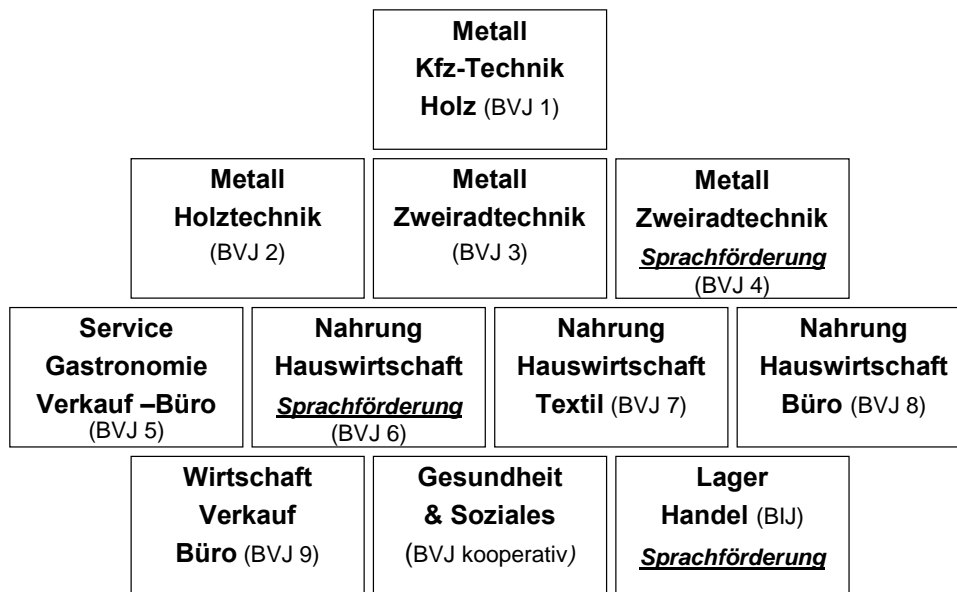 Metall
Kfz-Technik
Holz (BVJ 1)
Metall
Holztechnik
(BVJ 2)
Metall
Zweiradtechnik
(BVJ 3)
Metall
Zweiradtechnik
Sprachförderung
(BVJ 4)
Service
Gastronomie
Verkauf –Büro
(BVJ 5)
Nahrung
Hauswirtschaft
Sprachförderung
(BVJ 6)
Nahrung
Hauswirtschaft
Textil (BVJ 7)
Nahrung
Hauswirtschaft
Büro (BVJ 8)
Wirtschaft
Verkauf
Büro (BVJ 9)
Gesundheit
& Soziales
(BVJ kooperativ)
Lager
Handel (BIJ)
Sprachförderung